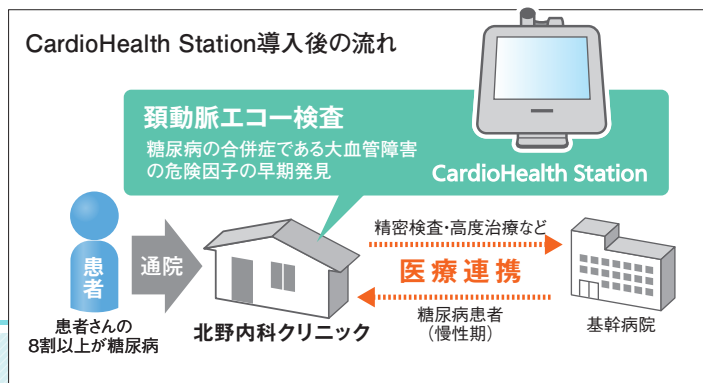 CardioHealth Station導入後の流れ
頚動脈エコー検査
糖尿病の合併症である大血管障害
の危険因子の早期発見
CardioHealth Station
患者
通院
患者さんの
8割以上が糖尿病
北野内科クリニック
精密検査・高度治療など
医療連携
糖尿病患者
(慢性期)
基幹病院